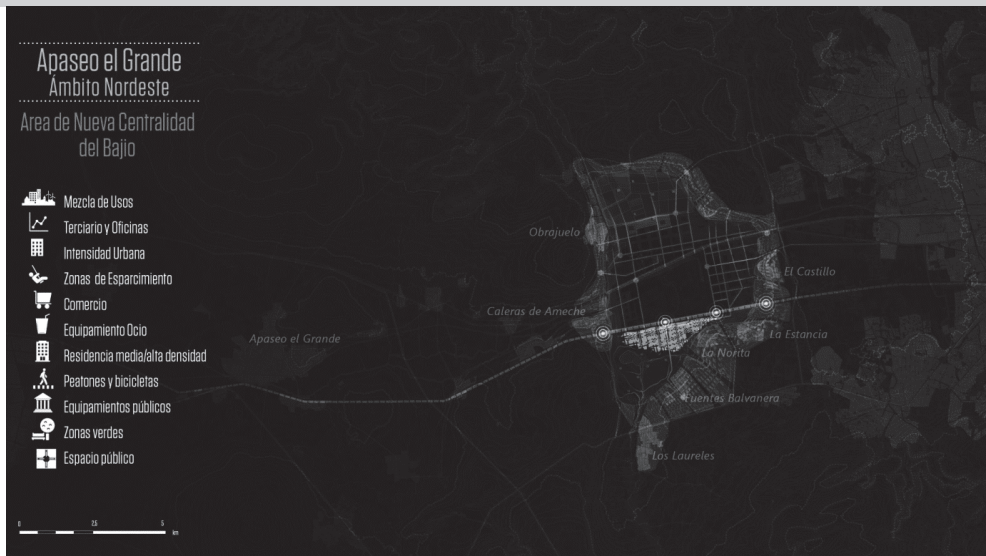 Apaseo el Grande
Ámbito Nordeste
Area de Nueva Centralidad
del Bajio
Mezcla de Usos
Terciario y Oficinas
Intensidad Urbana
Zonas de Esparcimiento
Comercio
Equipamiento Ocio
Residencia media/alta densidad
Peatones y bicicletas
Equipamientos públicos
Zonas verdes
Espacio público
0 2,5 5
km
Obrajuelo
El Castillo
Caleras de Ameche
Apaseo el Grande
La Estancia
La Norita
Fuentes Balvanera
Los Laureles